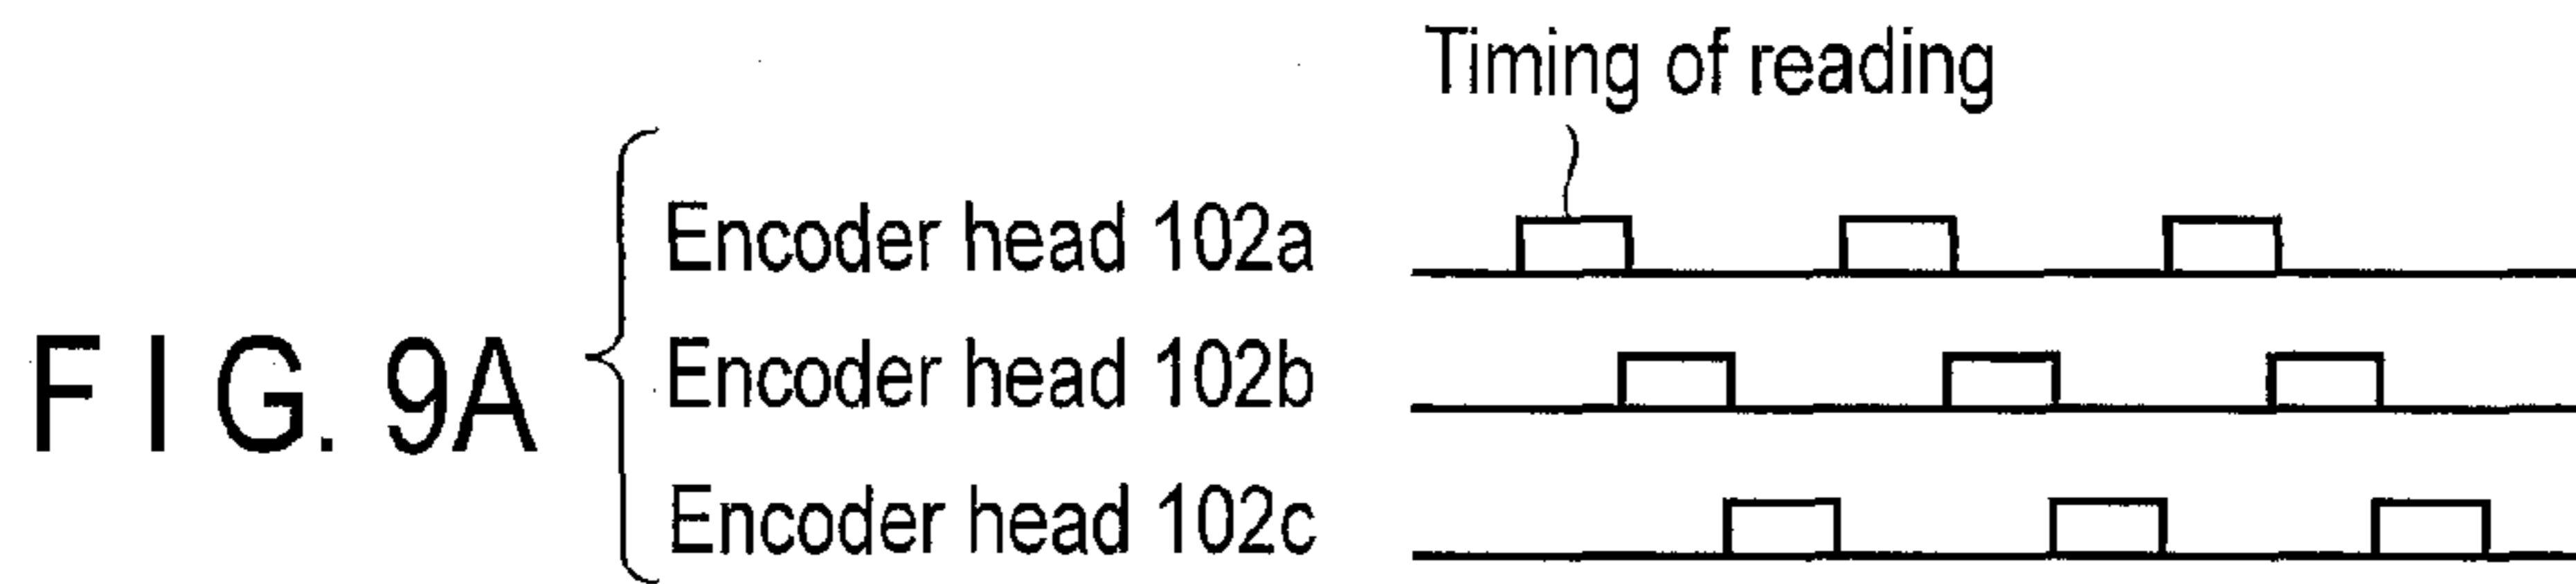 Timing of reading
Encoder head 102a
FIG. 9A
Encoder head 102b
Encoder head 102c